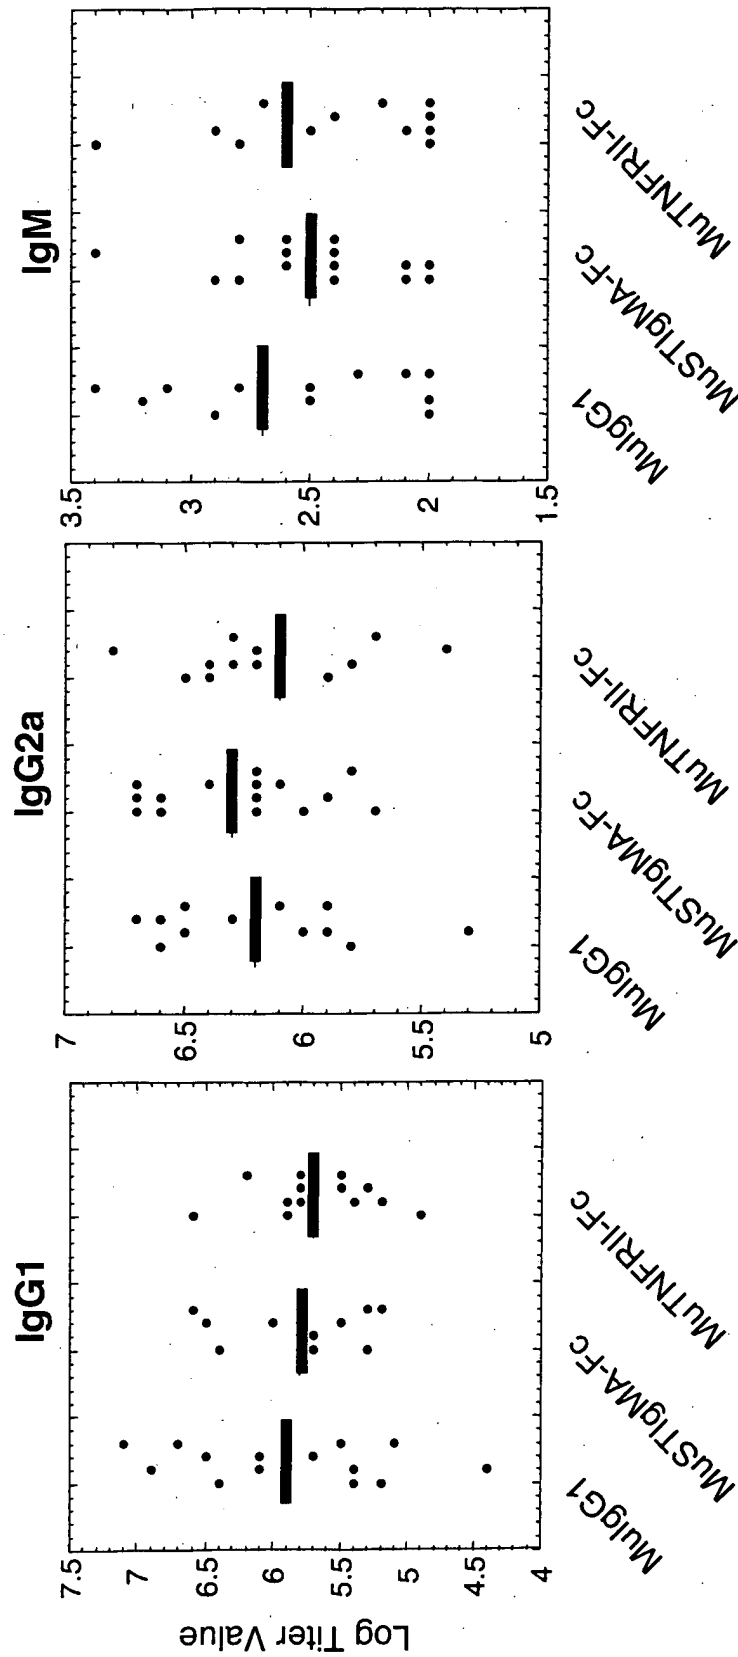 IgG1
Log Titer Value
7.5
7
6.5
6
5.5
5
4.5
4
MuIgG1
MuSTIgMA-Fc
MuTNFRII-Fc
IgG2a
7
6.5
6
5.5
5
MuIgG1
MuSTIgMA-Fc
MuTNFRII-Fc
IgM
3.5
3
2.5
2
1.5
MuIgG1
MuSTIgMA-Fc
MuTNFRII-Fc